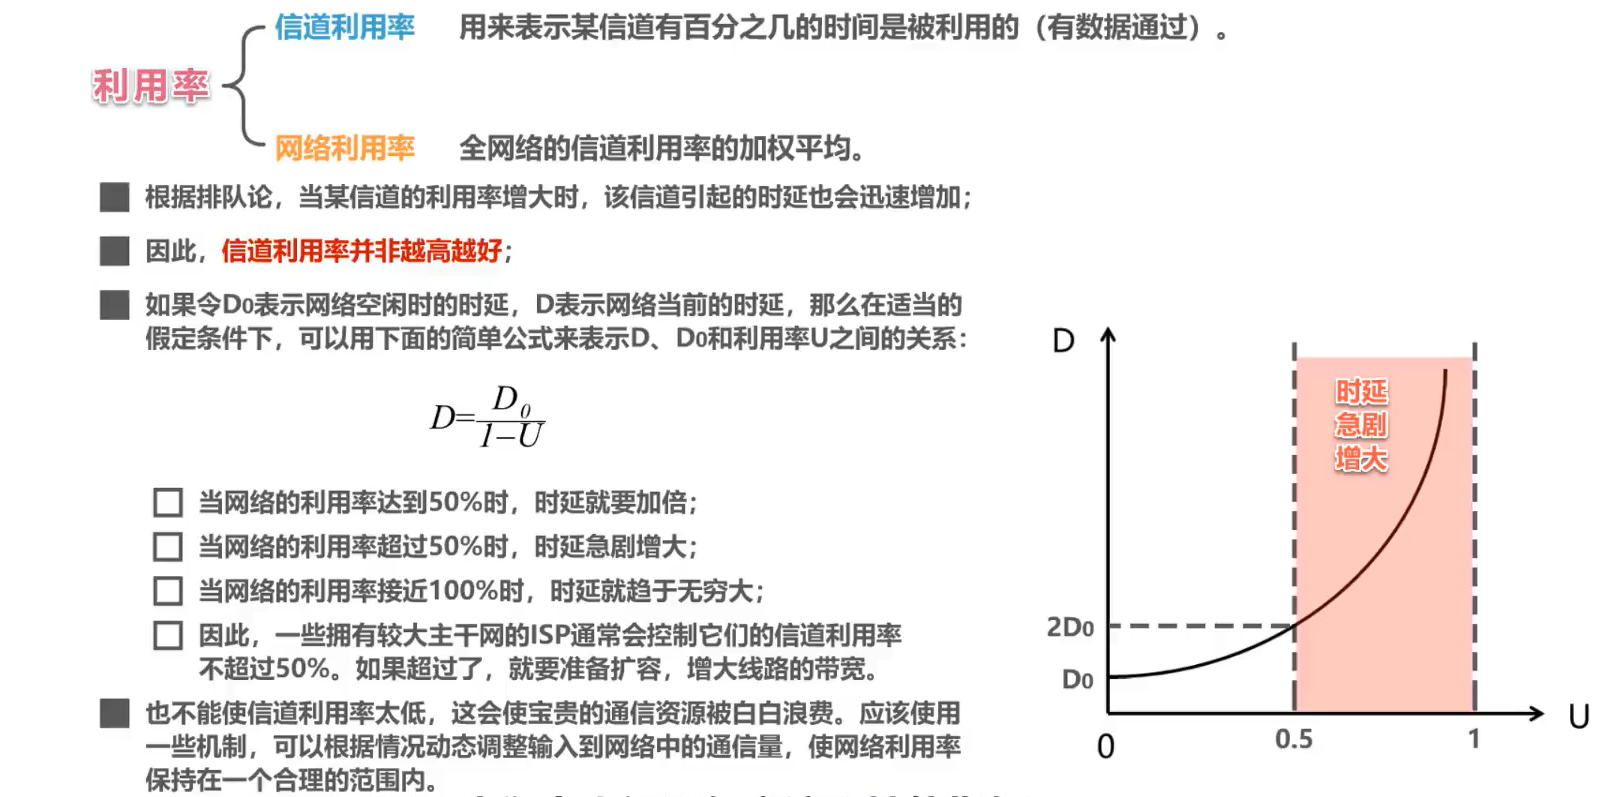 信道利用率 用来表示某信道有百分之几的时间是被利用的（有数据通过）。
利用率
网络利用率 全网络的信道利用率的加权平均。
根据排队论，当某信道的利用率增大时，该信道引起的时延也会迅速增加；
因此，信道利用率并非越高越好；
如果令D0表示网络空闲时的时延，D表示网络当前的时延，那么在适当的
假定条件下，可以用下面的简单公式来表示D、D0和利用率U之间的关系：
D=D0/1-U
当网络的利用率达到50%时，时延就要加倍；
当网络的利用率超过50%时，时延急剧增大；
当网络的利用率接近100%时，时延就趋于无穷大；
因此，一些拥有较大主干网的ISP通常会控制它们的信道利用率
不超过50%。如果超过了，就要准备扩容，增大线路的带宽。
也不能使信道利用率太低，这会使宝贵的通信资源被白白浪费。应该使用
一些机制，可以根据情况动态调整输入到网络中的通信量，使网络利用率
保持在一个合理的范围内。
D
时延
急剧
增大
2D0
D0
0
0.5
1
U